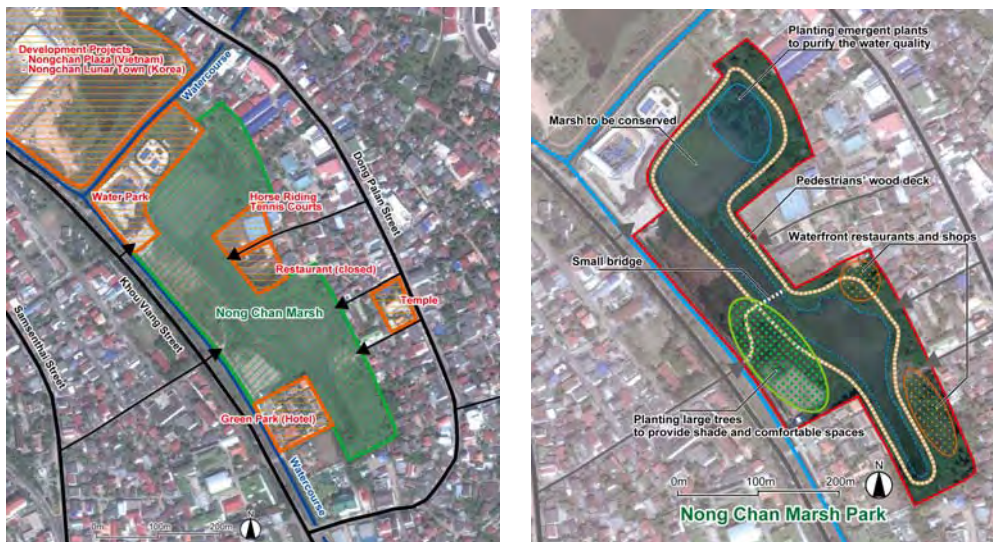 Development Projects
- Nongchan Plaza (Vietnam)
- Nongchan Lunar Town (Korea)
Watercourse
Water Park
Horse Riding
Tennis Courts
Dong Palan Street
Restaurant (closed)
Temple
Nong Chan Marsh
Khou Viang Street
Samsenthai Street
Green Park (Hotel)
Watercourse
0m 100m 200m
N
Planting emergent plants
to purify the water quality
Marsh to be conserved
Pedestrians' wood deck
Waterfront restaurants and shops
Small bridge
Planting large trees
to provide shade and comfortable spaces
N
0m 100m 200m
Nong Chan Marsh Park